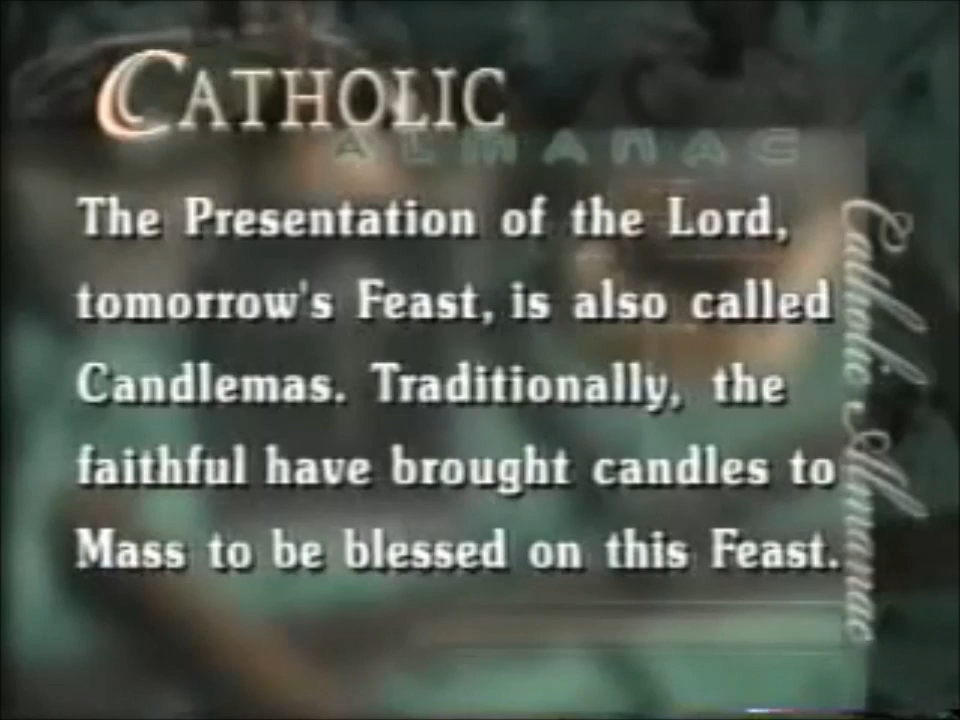 CATHOLIC
ALMANAC
The Presentation of the Lord,
tomorrow's Feast, is also called
Candlemas. Traditionally, the
faithful have brought candles to
Mass to be blessed on this Feast.
Catholic Almanac